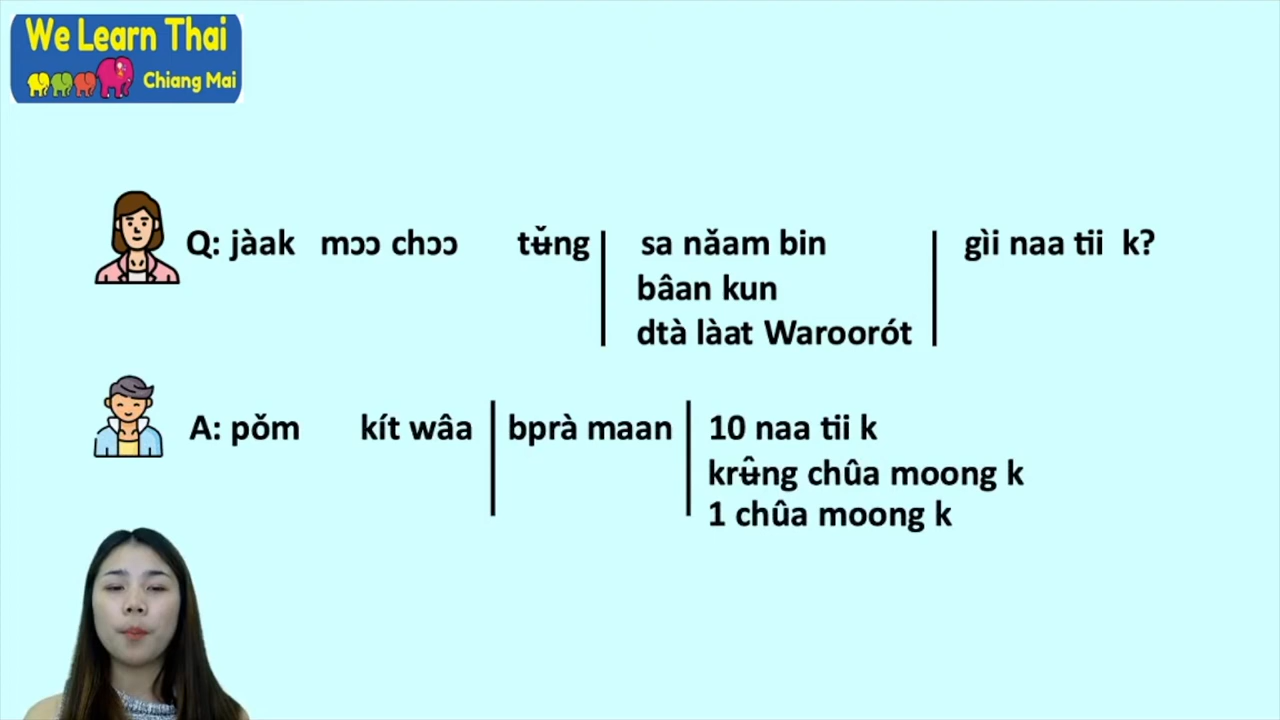 We Learn Thai
Chiang Mai
Q: jàak mɔɔ chɔɔ tʉ̌ng sa nǎam bin gìi naa tii k?
bâan kun
dtà làat Waroorót
A: pǒm kít wâa bprà maan 10 naa tii k
krʉ̂ng chûa moong k
1 chûa moong k